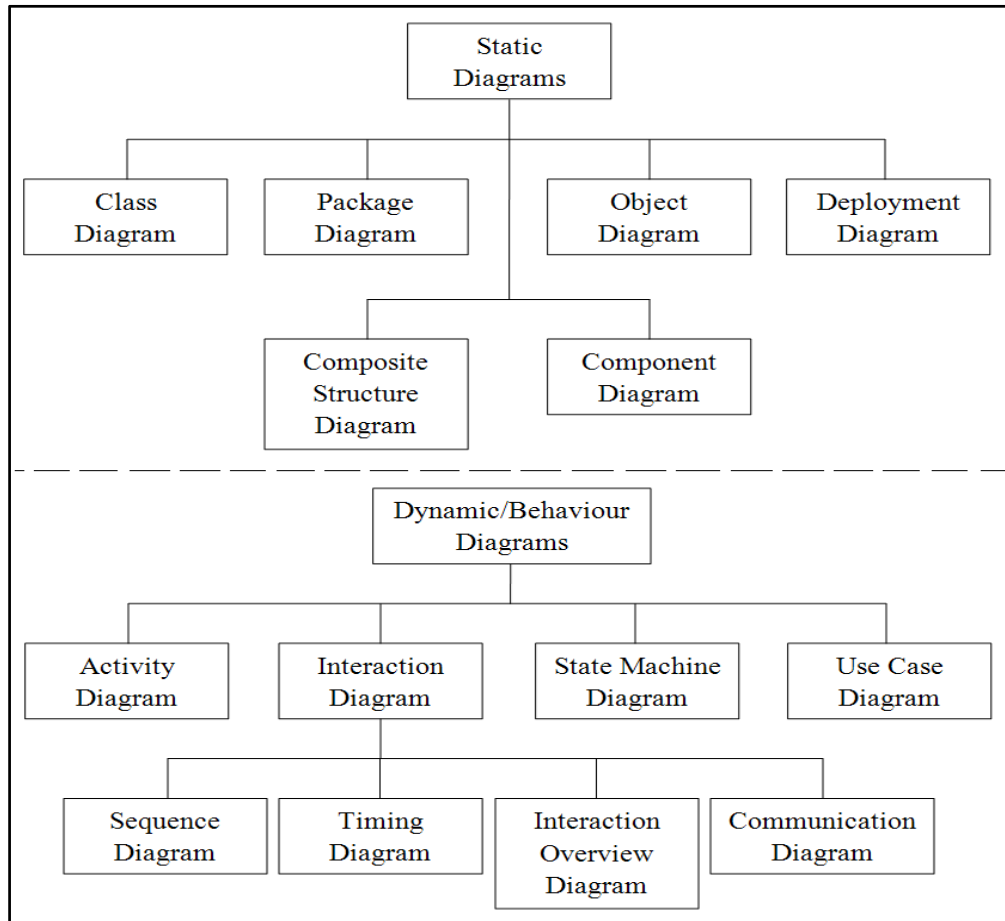 Static
Diagrams
Class
Diagram
Package
Diagram
Object
Diagram
Deployment
Diagram
Composite
Structure
Diagram
Component
Diagram
Dynamic/Behaviour
Diagrams
Activity
Diagram
Interaction
Diagram
State Machine
Diagram
Use Case
Diagram
Sequence
Diagram
Timing
Diagram
Interaction
Overview
Diagram
Communication
Diagram